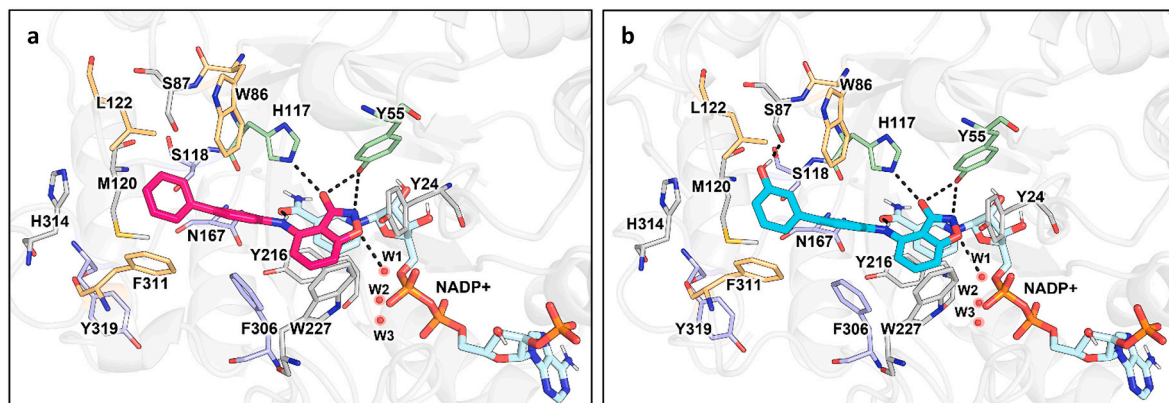 a
S87
W86
L122
H117
Y55
S118
M120
Y24
H314
N167
Y216
W1
F311
W2
NADP+
Y319
F306
W227
W3
b
W86
S87
L122
H117
Y55
S118
M120
Y24
H314
N167
Y216
W1
F311
W2
NADP+
W3
Y319
F306
W227